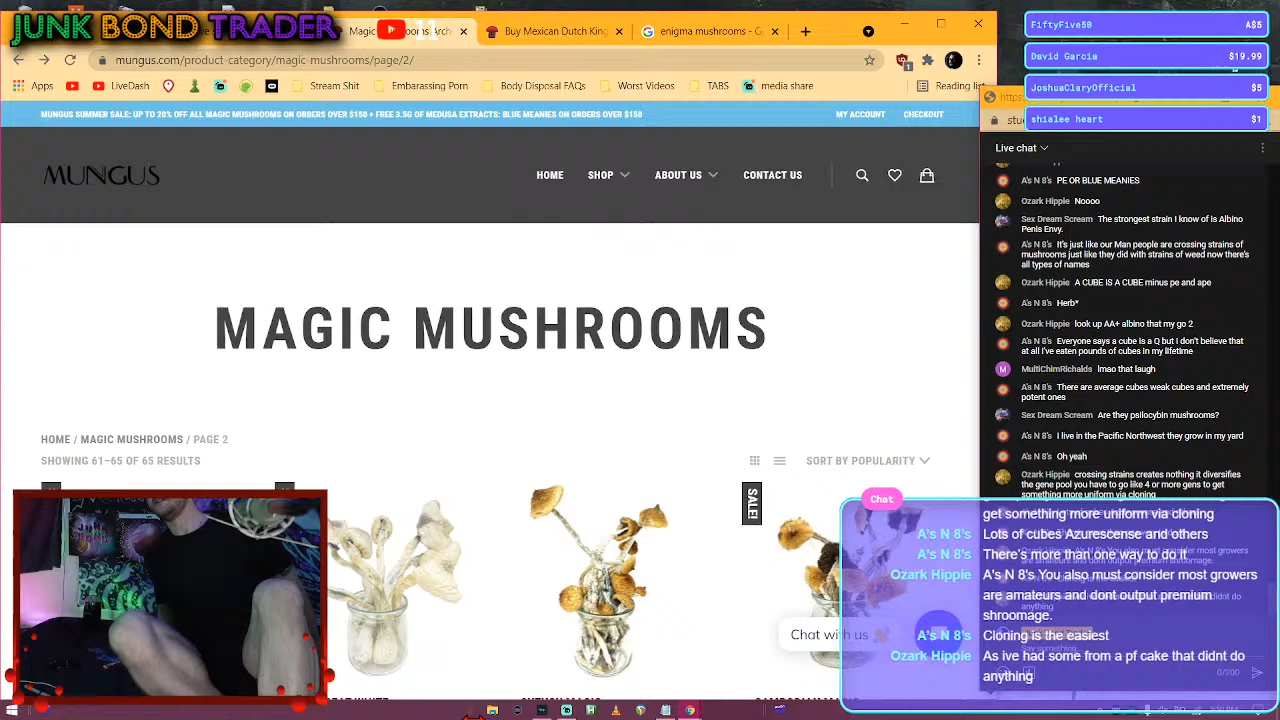 JUNK BOND TRADER
Magic
Buy Mexican Dutch King
enigma mushrooms - G
mungus.com/product-category/magic-mushrooms/page/2/
Apps
LiveDash
Stream Shit
Embarassing Porn
Body Disposal FAQs
Worst Videos
TABS
media share
Reading list
MUNGUS SUMMER SALE: UP TO 20% OFF ALL MAGIC MUSHROOMS ON ORDERS OVER $150 + FREE 3.5G OF MEDUSA EXTRACTS: BLUE MEANIES ON ORDERS OVER $150
MY ACCOUNT
CHECKOUT
MUNGUS
HOME
SHOP
ABOUT US
CONTACT US
MAGIC MUSHROOMS
HOME / MAGIC MUSHROOMS / PAGE 2
SHOWING 61–65 OF 65 RESULTS
SORT BY POPULARITY
SALE!
Chat with us
FiftyFive50 A$5
David Garcia $19.99
JoshuaClaryOfficial $5
shialee heart $1
Live chat
A's N 8's PE OR BLUE MEANIES
Ozark Hippie Noooo
Sex Dream Scream The strongest strain I know of Is Albino
Penis Envy.
A's N 8's It's just like our Man people are crossing strains of
mushrooms just like they did with strains of weed now there's
all types of names
Ozark Hippie A CUBE IS A CUBE minus pe and ape
A's N 8's Herb*
Ozark Hippie look up AA+ albino that my go 2
A's N 8's Everyone says a cube is a Q but I don't believe that
at all I've eaten pounds of cubes in my lifetime
MultiChimRichalds lmao that laugh
A's N 8's There are average cubes weak cubes and extremely
potent ones
Sex Dream Scream Are they psilocybin mushrooms?
A's N 8's I live in the Pacific Northwest they grow in my yard
A's N 8's Oh yeah
Ozark Hippie crossing strains creates nothing it diversifies
the gene pool you have to go like 4 or more gens to get
something more uniform via cloning
Chat
get something more uniform via cloning
A's N 8's Lots of cubes Azurescense and others
A's N 8's There's more than one way to do it
Ozark Hippie A's N 8's You also must consider most growers
are amateurs and dont output premium
shroomage.
A's N 8's Cloning is the easiest
Ozark Hippie As ive had some from a pf cake that didnt do
anything
Say something...
0/200